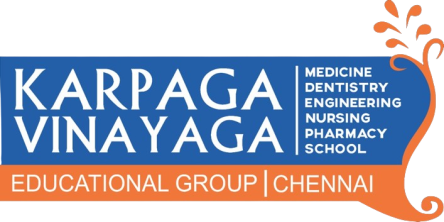 KARPAGA
VINAYAGA
MEDICINE
DENTISTRY
ENGINEERING
NURSING
PHARMACY
SCHOOL
EDUCATIONAL GROUP | CHENNAI